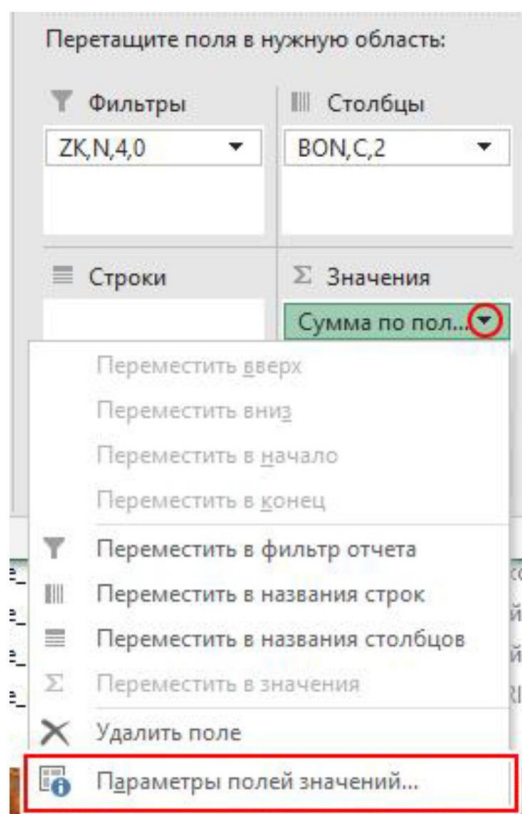 Перетащите поля в нужную область:
Фильтры
Столбцы
ZK,N,4,0
BON,C,2
Строки
Σ Значения
Сумма по пол...
Переместить вверх
Переместить вниз
Переместить в начало
Переместить в конец
Переместить в фильтр отчета
Переместить в названия строк
Переместить в названия столбцов
Σ Переместить в значения
Удалить поле
Параметры полей значений...